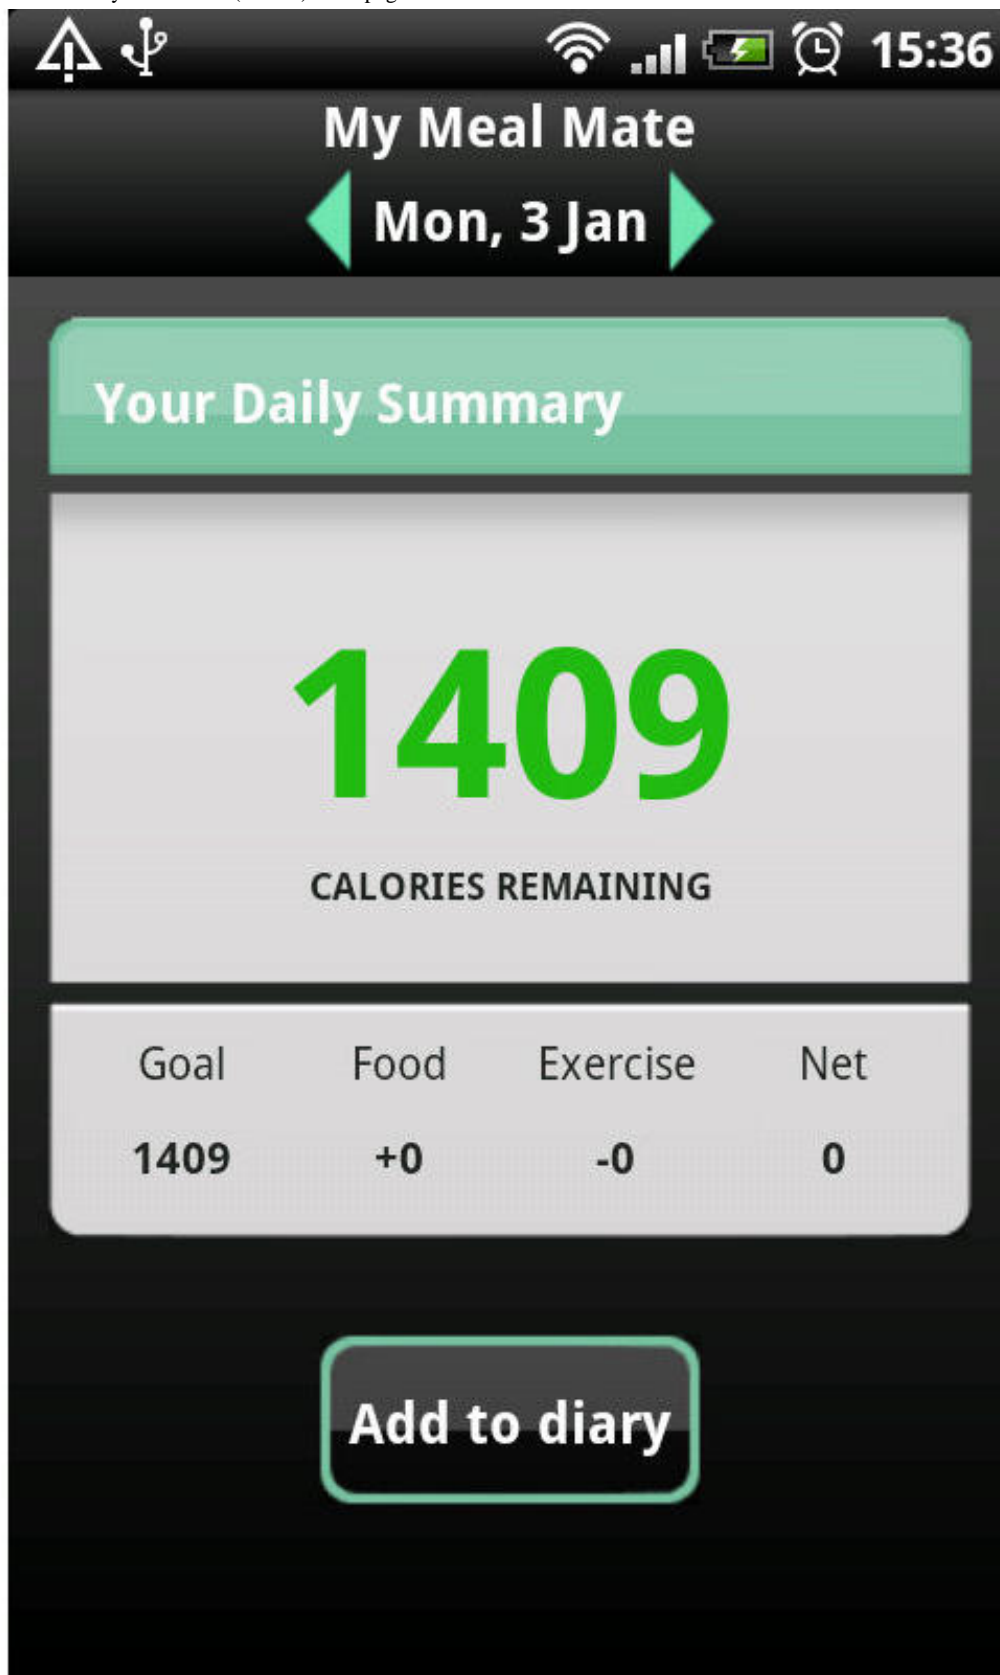 15:36
My Meal Mate
Mon, 3 Jan
Your Daily Summary
1409
CALORIES REMAINING
Goal Food Exercise Net
1409 +0 -0 0
Add to diary